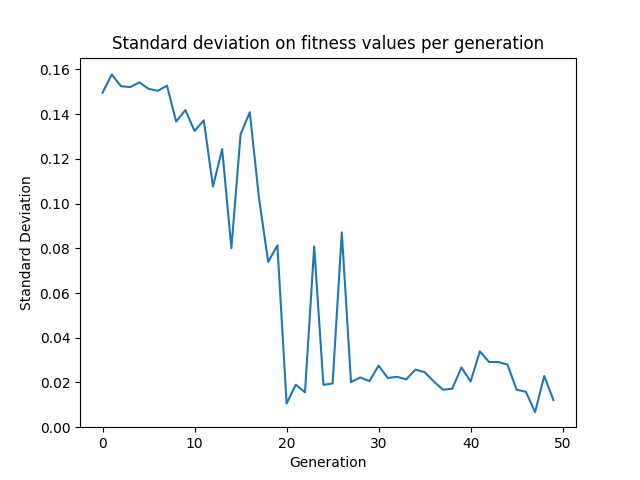 Standard deviation on fitness values per generation
0.16
0.14
0.12
0.10
0.08
0.06
0.04
0.02
0.00
Standard Deviation
0 10 20 30 40 50
Generation